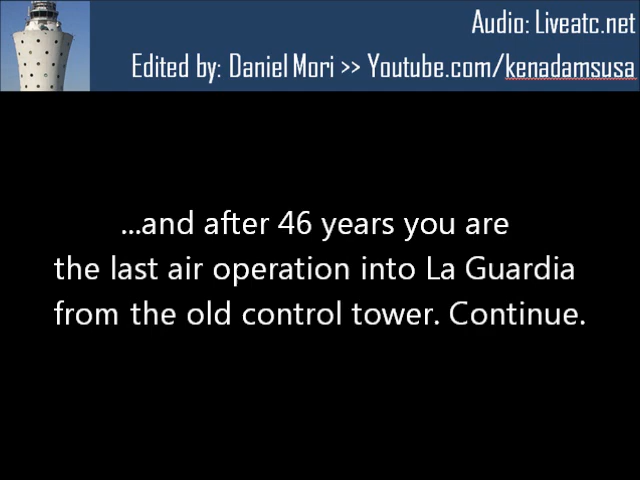 Audio: Liveatc.net
Edited by: Daniel Mori >> Youtube.com/kenadamsusa
...and after 46 years you are
the last air operation into La Guardia
from the old control tower. Continue.